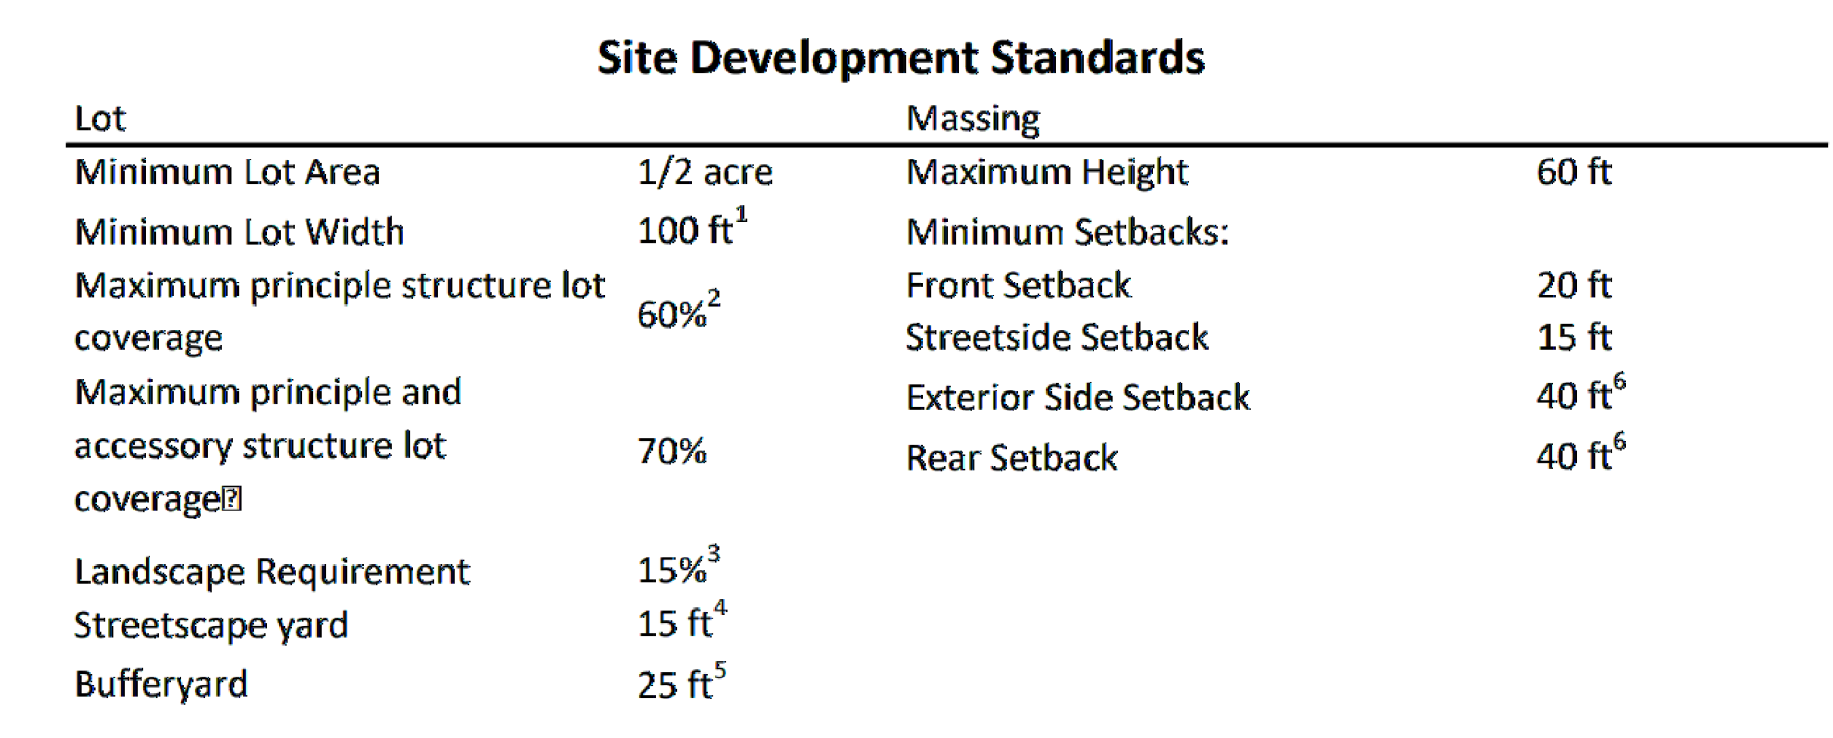 Site Development Standards
Lot Massing
Minimum Lot Area 1/2 acre Maximum Height 60 ft
Minimum Lot Width 100 ft¹ Minimum Setbacks:
Maximum principle structure lot
coverage
60%²
Front Setback 20 ft
Streetside Setback 15 ft
Maximum principle and
accessory structure lot
coverage⍰
70%
Exterior Side Setback 40 ft⁶
Rear Setback 40 ft⁶
Landscape Requirement 15%³
Streetscape yard 15 ft⁴
Bufferyard 25 ft⁵